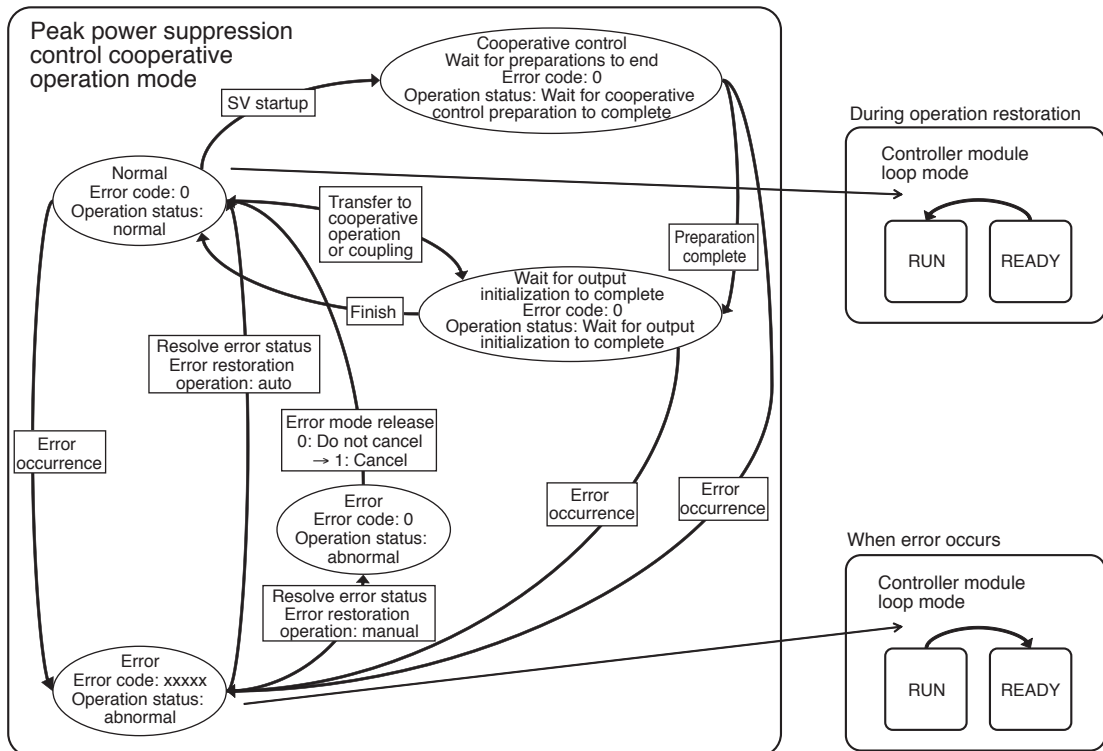 Peak power suppression
control cooperative
operation mode
Cooperative control
Wait for preparations to end
Error code: 0
Operation status: Wait for cooperative
control preparation to complete
SV startup
Normal
Error code: 0
Operation status:
normal
Transfer to
cooperative
operation
or coupling
Preparation
complete
Wait for output
initialization to complete
Error code: 0
Operation status: Wait for output
initialization to complete
Finish
Resolve error status
Error restoration
operation: auto
Error mode release
0: Do not cancel
→ 1: Cancel
Error
occurrence
Error
Error code: 0
Operation status:
abnormal
Error
occurrence
Error
occurrence
Resolve error status
Error restoration
operation: manual
Error
Error code: xxxxx
Operation status:
abnormal
During operation restoration
Controller module
loop mode
RUN
READY
When error occurs
Controller module
loop mode
RUN
READY